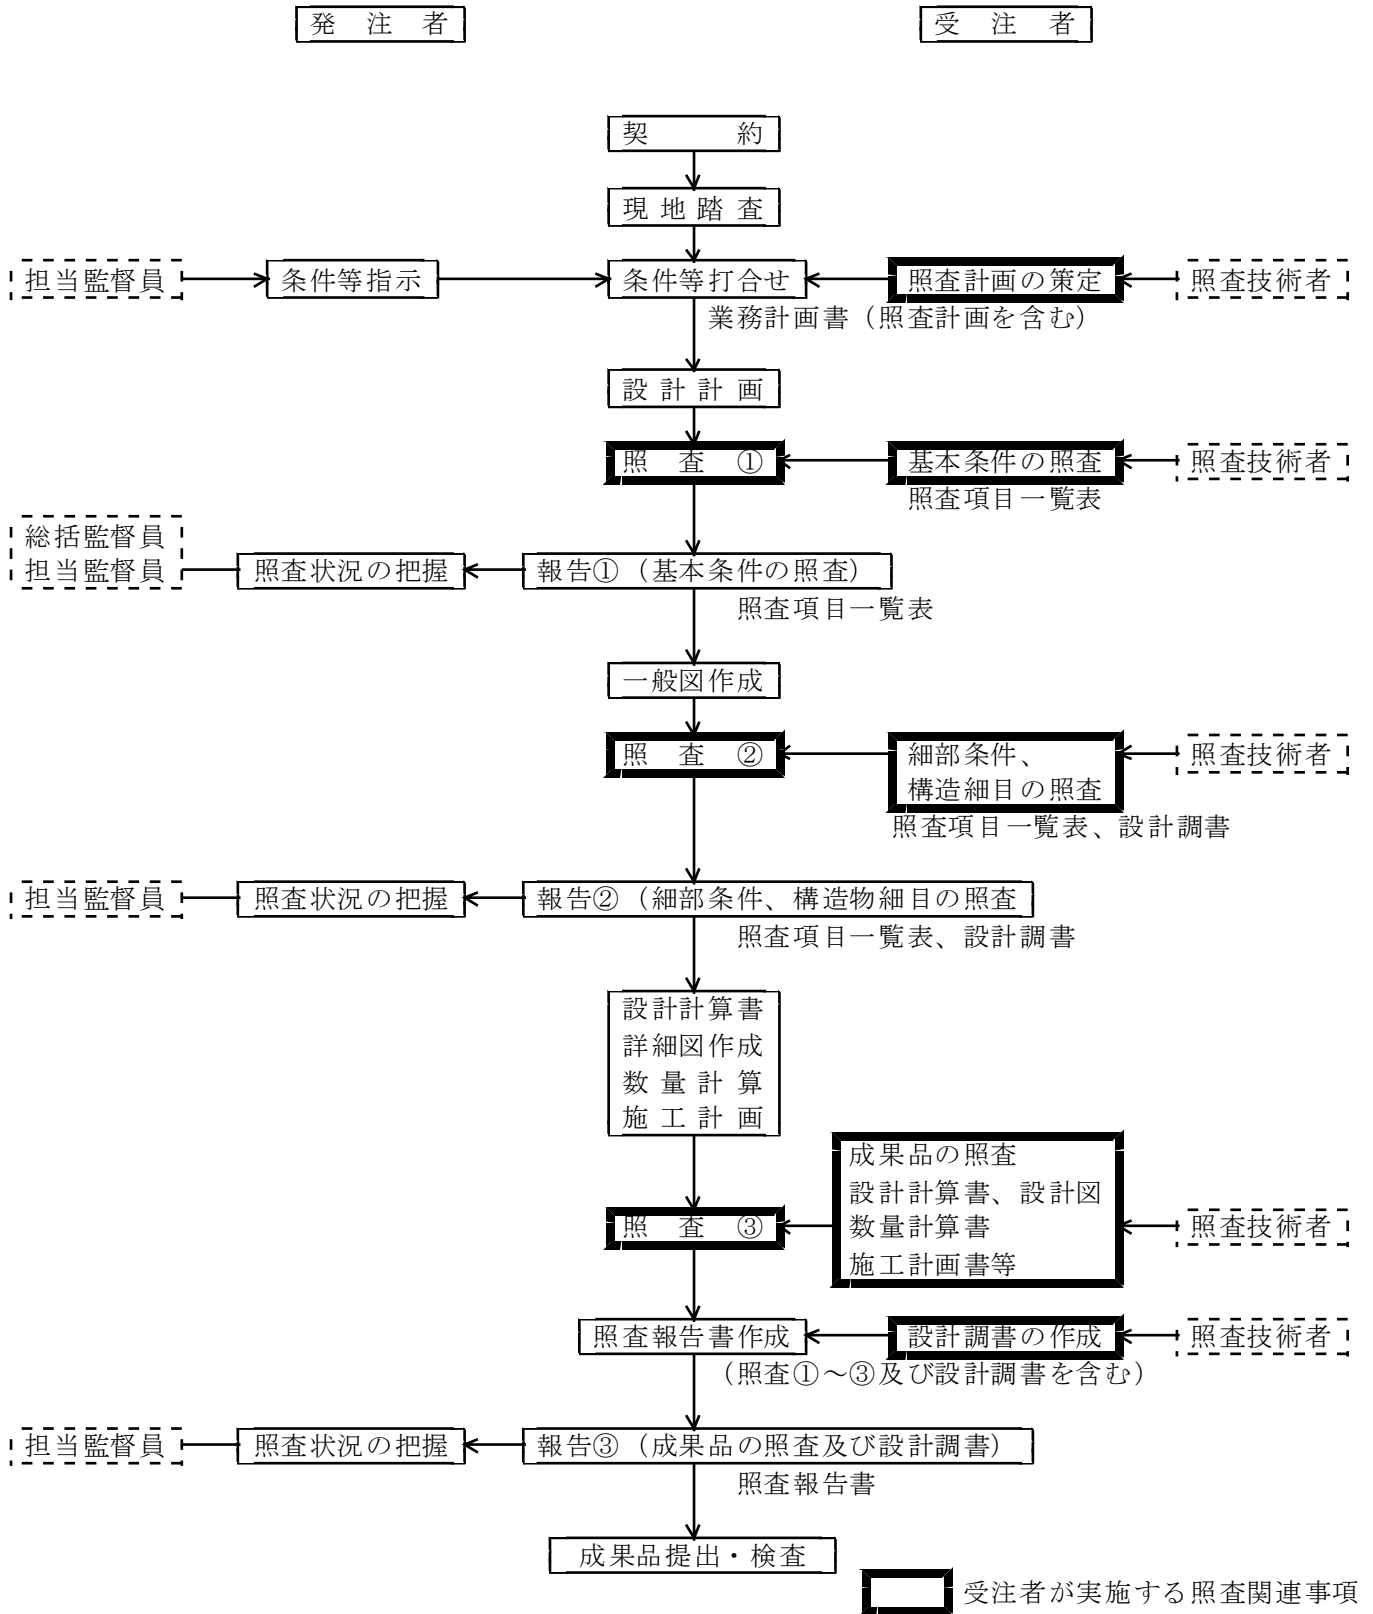 発注者
受注者
契約
現地踏査
担当監督員
条件等指示
条件等打合せ
照査計画の策定
照査技術者
業務計画書（照査計画を含む）
設計計画
照査①
基本条件の照査
照査技術者
照査項目一覧表
総括監督員
担当監督員
照査状況の把握
報告①（基本条件の照査）
照査項目一覧表
一般図作成
照査②
細部条件、
構造細目の照査
照査技術者
照査項目一覧表、設計調書
担当監督員
照査状況の把握
報告②（細部条件、構造物細目の照査
照査項目一覧表、設計調書
設計計算書
詳細図作成
数量計算
施工計画
成果品の照査
設計計算書、設計図
数量計算書
施工計画書等
照査③
照査技術者
照査報告書作成
設計調書の作成
照査技術者
（照査①～③及び設計調書を含む）
担当監督員
照査状況の把握
報告③（成果品の照査及び設計調書）
照査報告書
成果品提出・検査
受注者が実施する照査関連事項